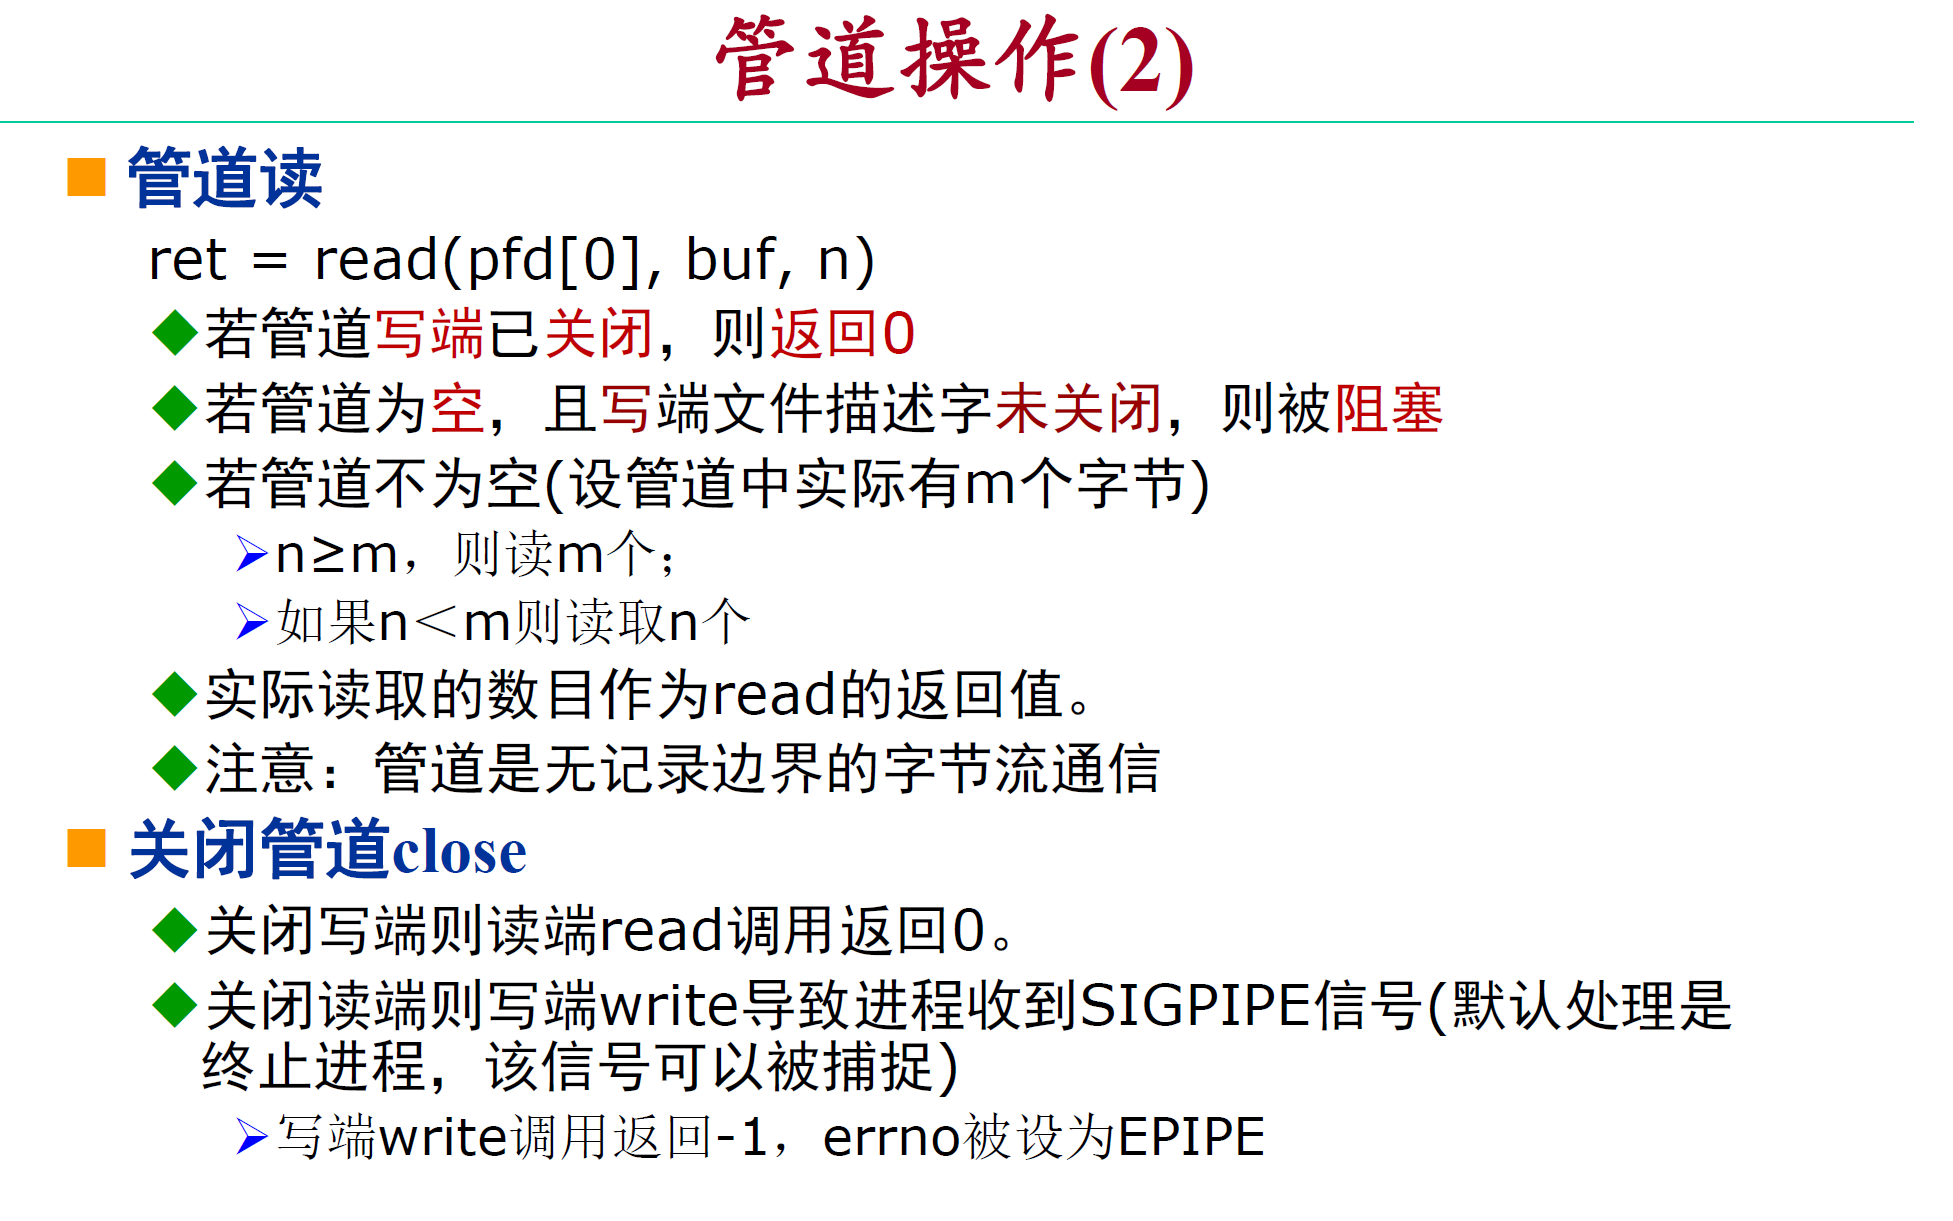 管道操作(2)
管道读
ret = read(pfd[0], buf, n)
若管道写端已关闭，则返回0
若管道为空，且写端文件描述字未关闭，则被阻塞
若管道不为空(设管道中实际有m个字节)
n≥m，则读m个；
如果n＜m则读取n个
实际读取的数目作为read的返回值。
注意：管道是无记录边界的字节流通信
关闭管道close
关闭写端则读端read调用返回0。
关闭读端则写端write导致进程收到SIGPIPE信号(默认处理是
终止进程，该信号可以被捕捉)
写端write调用返回-1，errno被设为EPIPE